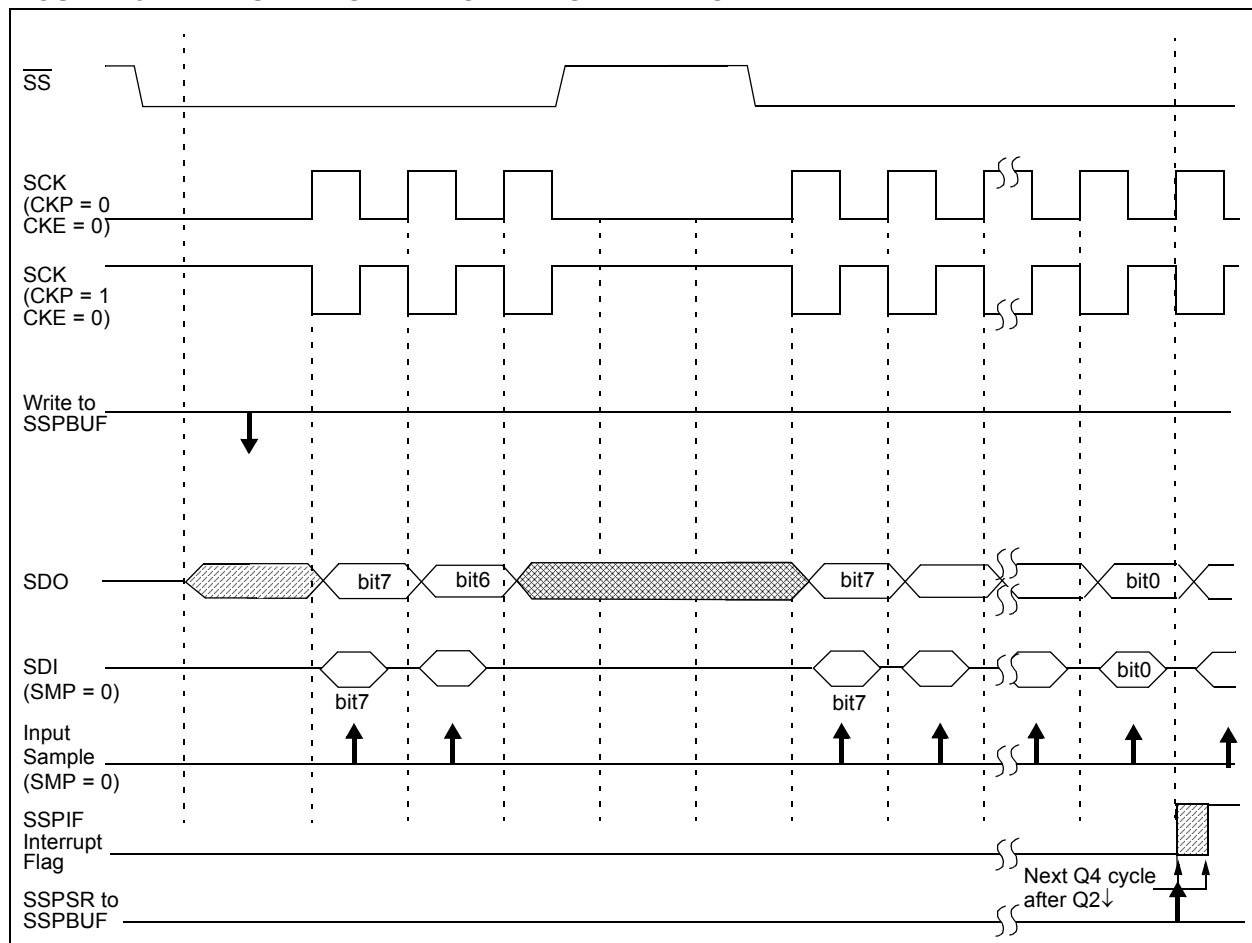 SS
SCK
(CKP = 0
CKE = 0)
SCK
(CKP = 1
CKE = 0)
Write to
SSPBUF
SDO
bit7
bit6
bit7
bit0
SDI
(SMP = 0)
bit7
bit7
bit0
Input
Sample
(SMP = 0)
SSPIF
Interrupt
Flag
Next Q4 cycle
after Q2↓
SSPSR to
SSPBUF